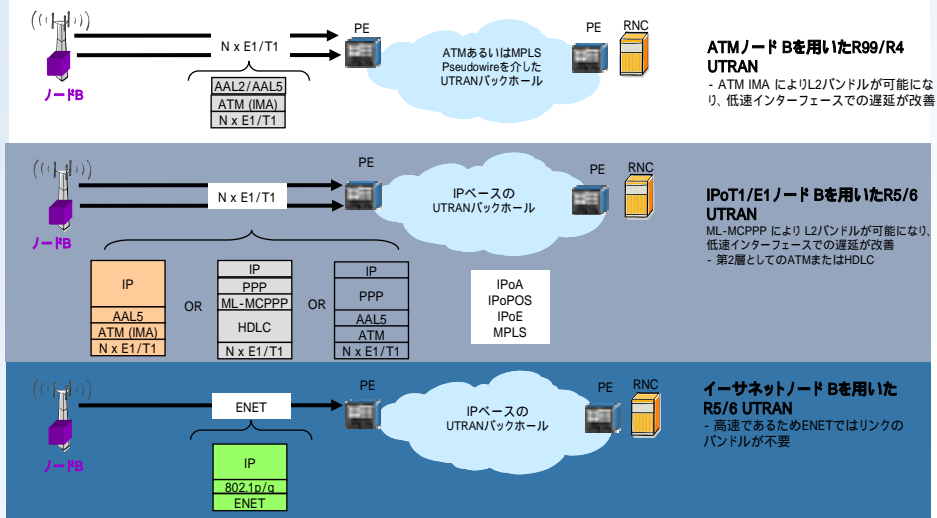 ((( )))
N x E1/T1
AAL2/AAL5
ATM (IMA)
N x E1/T1
ノードB
PE
ATMあるいはMPLS
Pseudowireを介した
UTRANバックホール
PE
RNC
ATMノード Bを用いたR99/R4
UTRAN
- ATM IMA によりL2バンドルが可能にな
り、低速インターフェースでの遅延が改善
N x E1/T1
ノードB
PE
IPベースの
UTRANバックホール
PE
RNC
IPoT1/E1ノード Bを用いたR5/6
UTRAN
ML-MCPPP により L2バンドルが可能になり、
低速インターフェースでの遅延が改善
- 第2層としてのATMまたはHDLC
IP
AAL5
ATM (IMA)
N x E1/T1
OR
IP
PPP
ML-MCPPP
HDLC
N x E1/T1
OR
IP
PPP
AAL5
ATM
N x E1/T1
IPoA
IPoPOS
IPoE
MPLS
ENET
ノードB
IP
802.1p/q
ENET
PE
IPベースの
UTRANバックホール
PE
RNC
イーサネットノード Bを用いた
R5/6 UTRAN
- 高速であるためENETではリンクの
バンドルが不要